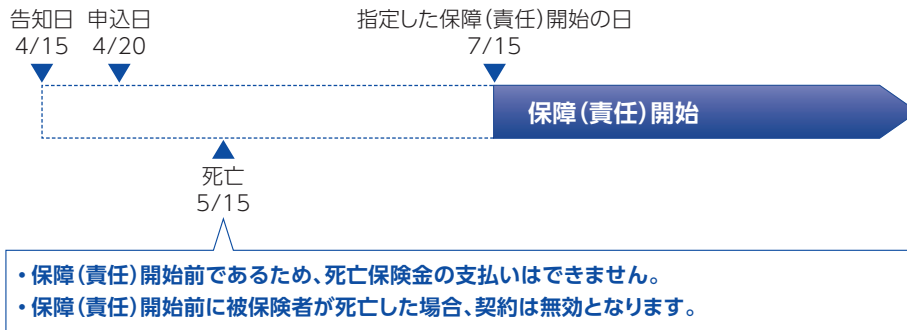 告知日 申込日 指定した保障(責任)開始の日
4/15 4/20 7/15
保障(責任)開始
死亡
5/15
・保障(責任)開始前であるため、死亡保険金の支払いはできません。
・保障(責任)開始前に被保険者が死亡した場合、契約は無効となります。